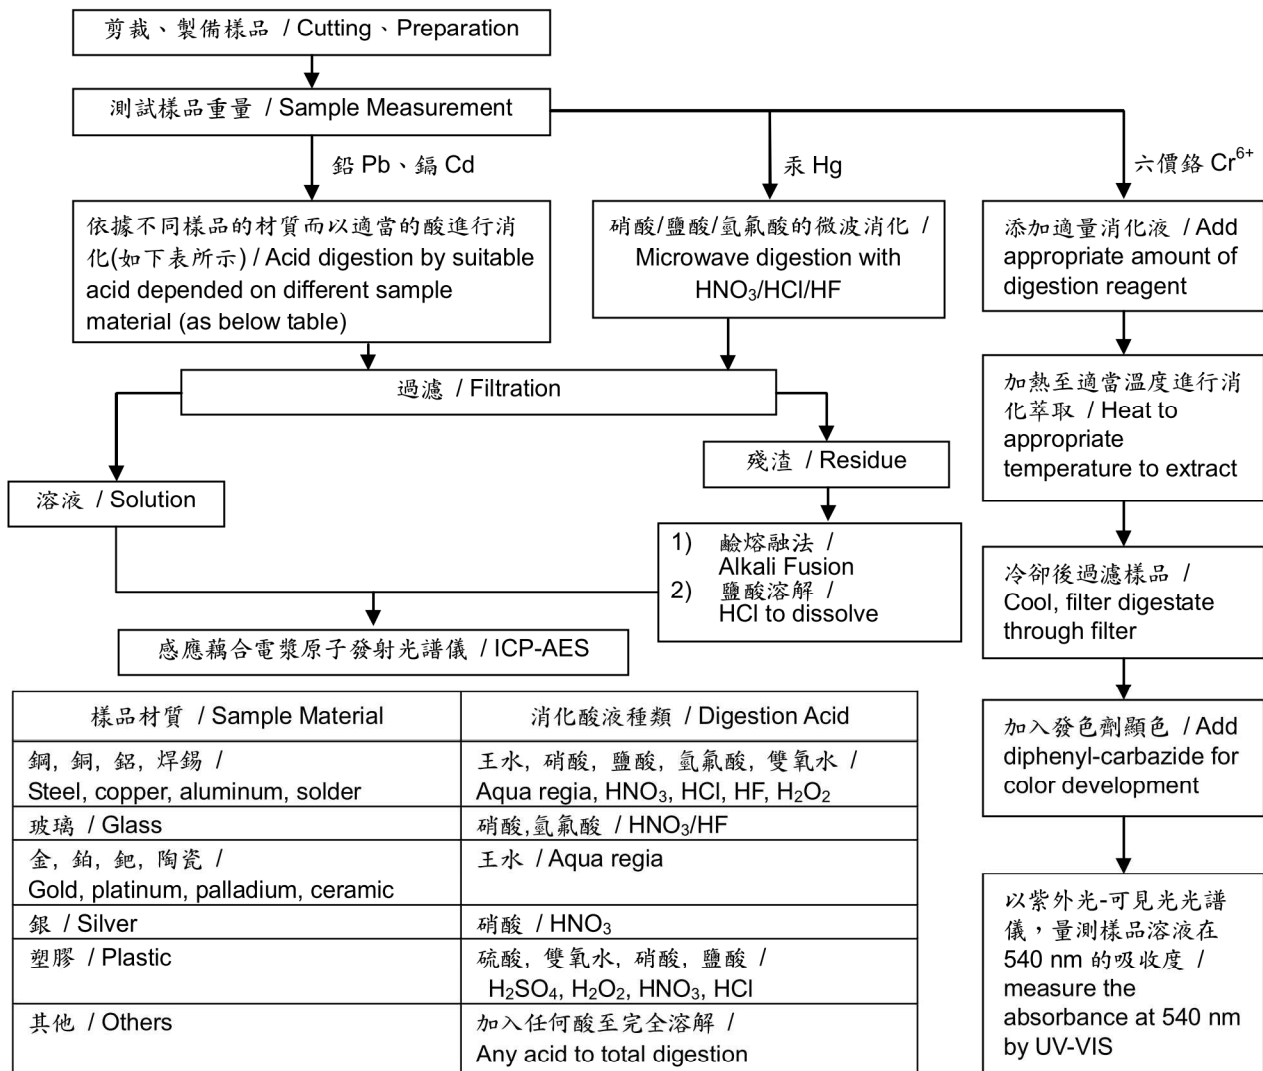 剪裁、製備樣品 / Cutting、Preparation
測試樣品重量 / Sample Measurement
鉛 Pb、鎘 Cd
汞 Hg
六價鉻 Cr⁶⁺
依據不同樣品的材質而以適當的酸進行消
化(如下表所示) / Acid digestion by suitable
acid depended on different sample
material (as below table)
硝酸/鹽酸/氫氟酸的微波消化 /
Microwave digestion with
HNO₃/HCl/HF
添加適量消化液 / Add
appropriate amount of
digestion reagent
過濾 / Filtration
加熱至適當溫度進行消
化萃取 / Heat to
appropriate
temperature to extract
溶液 / Solution
殘渣 / Residue
1) 鹼熔融法 /
Alkali Fusion
2) 鹽酸溶解 /
HCl to dissolve
冷卻後過濾樣品 /
Cool, filter digestate
through filter
感應藕合電漿原子發射光譜儀 / ICP-AES
加入發色劑顯色 / Add
diphenyl-carbazide for
color development
以紫外光-可見光光譜
儀，量測樣品溶液在
540 nm 的吸收度 /
measure the
absorbance at 540 nm
by UV-VIS
樣品材質 / Sample Material
消化酸液種類 / Digestion Acid
鋼, 銅, 鋁, 焊錫 /
Steel, copper, aluminum, solder
王水, 硝酸, 鹽酸, 氫氟酸, 雙氧水 /
Aqua regia, HNO₃, HCl, HF, H₂O₂
玻璃 / Glass
硝酸,氫氟酸 / HNO₃/HF
金, 鉑, 鈀, 陶瓷 /
Gold, platinum, palladium, ceramic
王水 / Aqua regia
銀 / Silver
硝酸 / HNO₃
塑膠 / Plastic
硫酸, 雙氧水, 硝酸, 鹽酸 /
H₂SO₄, H₂O₂, HNO₃, HCl
其他 / Others
加入任何酸至完全溶解 /
Any acid to total digestion